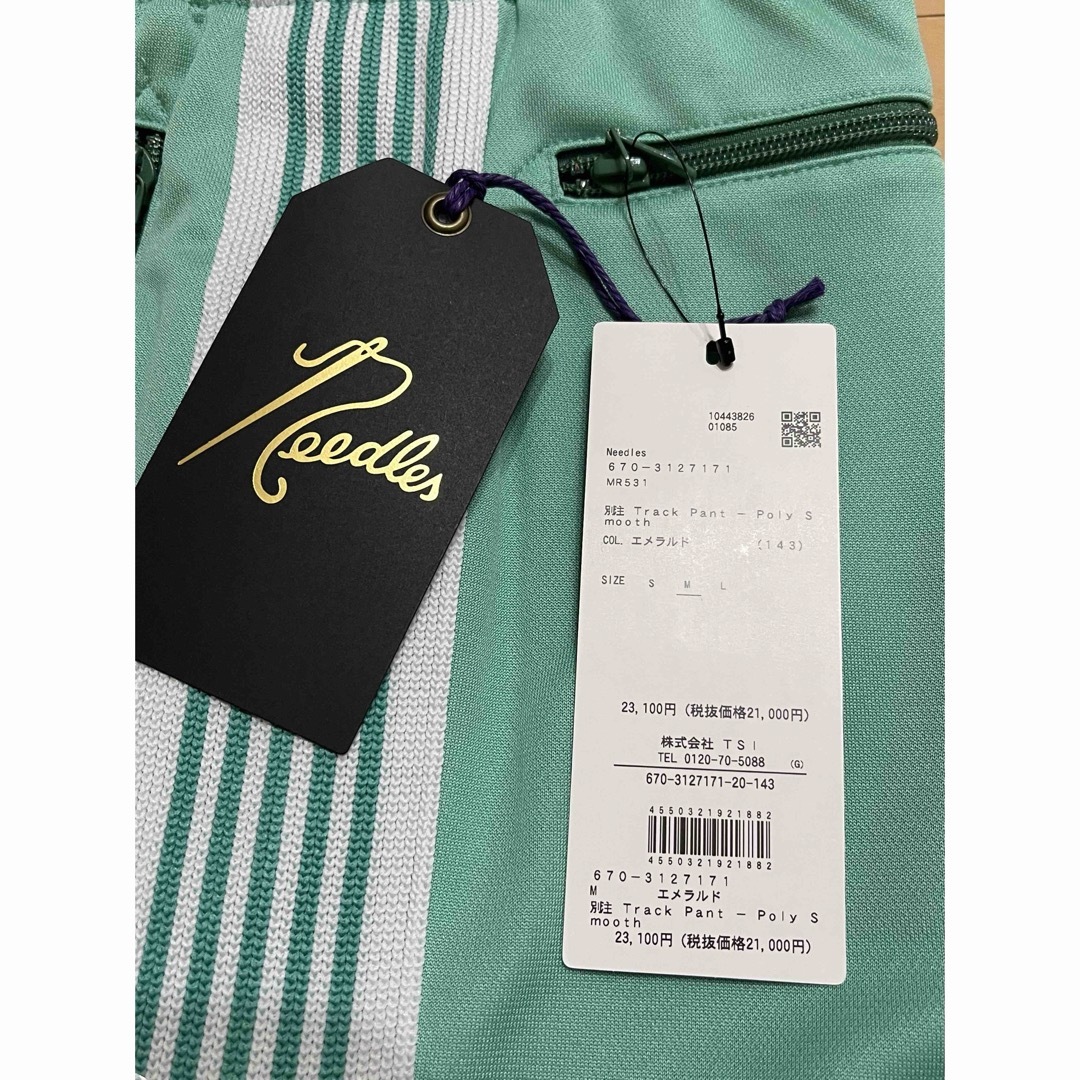 Needles
10443826
01085
Needles
670-3127171
MR531
別注 Track Pant - Poly S
mooth
COL. エメラルド (143)
SIZE S M L
23,100円(税抜価格21,000円)
株式会社 TSI
TEL 0120-70-5088 (G)
670-3127171-20-143
4550321921882
4550321921882
670-3127171
M エメラルド
別注 Track Pant - Poly S
mooth
23,100円(税抜価格21,000円)